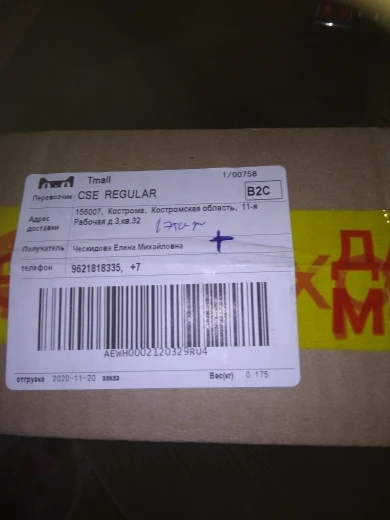 Tmall
1/00758
Перевозчик CSE REGULAR
B2C
Адрес доставки
156007, Кострома, Костромская область, 11-я
Рабочая д.3,кв.32
Получатель Ческидова Елена Михайловна
телефон 9621818335, +7
AEWH0002120329RU4
отгрузка 2020-11-20 заказ Вес(кг) 0.175